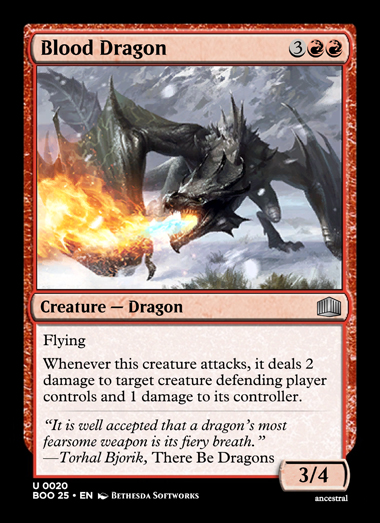 Blood Dragon 3
Creature — Dragon
Flying
Whenever this creature attacks, it deals 2
damage to target creature defending player
controls and 1 damage to its controller.
“It is well accepted that a dragon’s most
fearsome weapon is its fiery breath.”
—Torhal Bjorik, There Be Dragons
3/4
U 0020
BOO 25 • EN Bethesda Softworks
ancestral